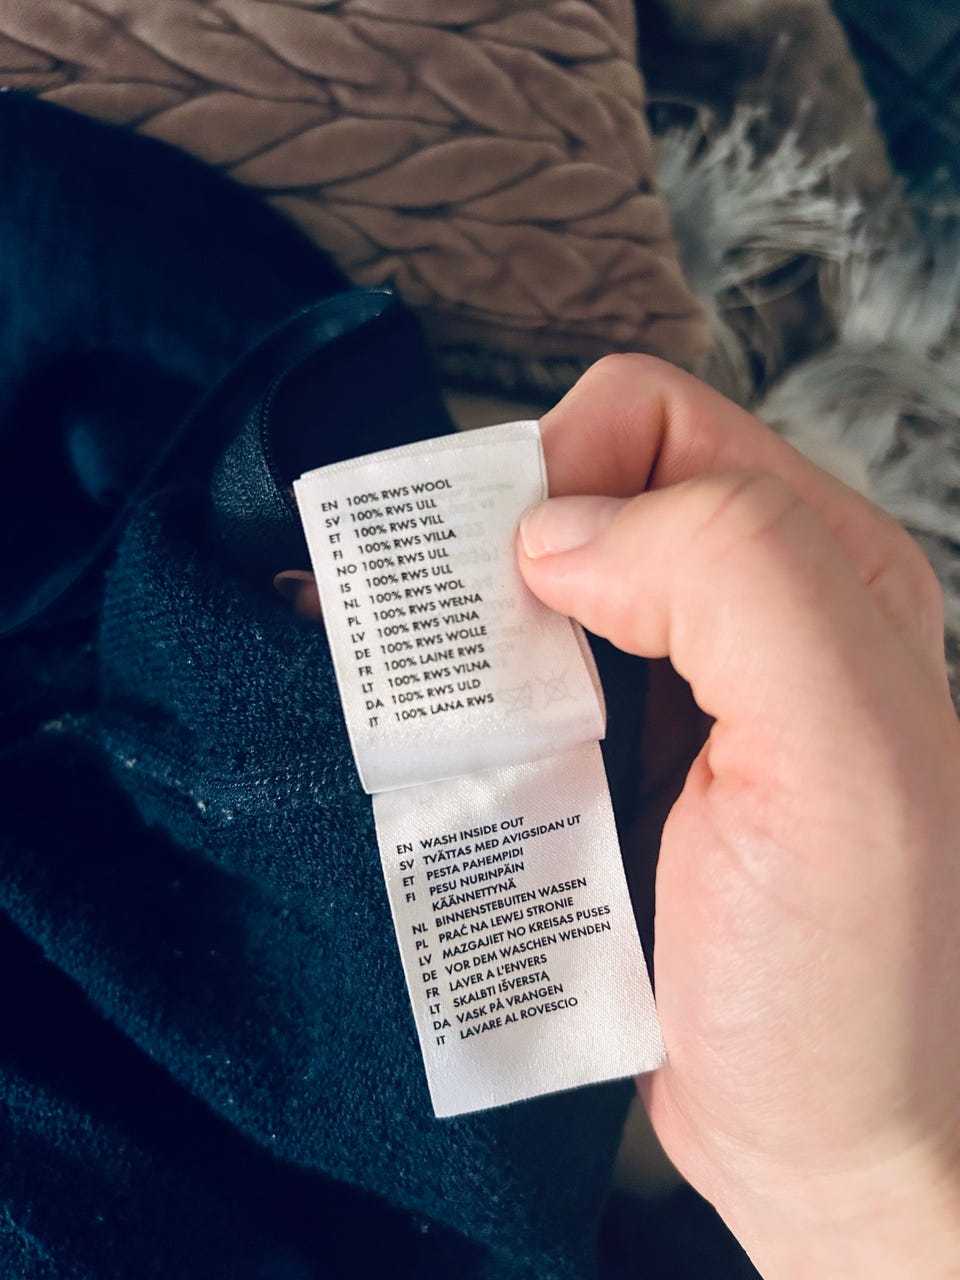 EN 100% RWS WOOL
SV 100% RWS ULL
ET 100% RWS VILL
FI 100% RWS VILLA
NO 100% RWS ULL
IS 100% RWS ULL
NL 100% RWS WOL
PL 100% RWS WEŁNA
LV 100% RWS VILNA
DE 100% RWS WOLLE
FR 100% LAINE RWS
LT 100% RWS VILNA
DA 100% RWS ULD
IT 100% LANA RWS
EN WASH INSIDE OUT
SV TVÄTTAS MED AVIGSIDAN UT
ET PESTA PAHEMPIDI
FI PESU NURINPÄIN
KÄÄNNETTYNÄ
NL BINNENSTEBUITEN WASSEN
PL PRAĆ NA LEWEJ STRONIE
LV MAZGAJIET NO KREISAS PUSES
DE VOR DEM WASCHEN WENDEN
FR LAVER A L'ENVERS
LT SKALBTI IŠVERSTĄ
DA VASK PÅ VRANGEN
IT LAVARE AL ROVESCIO